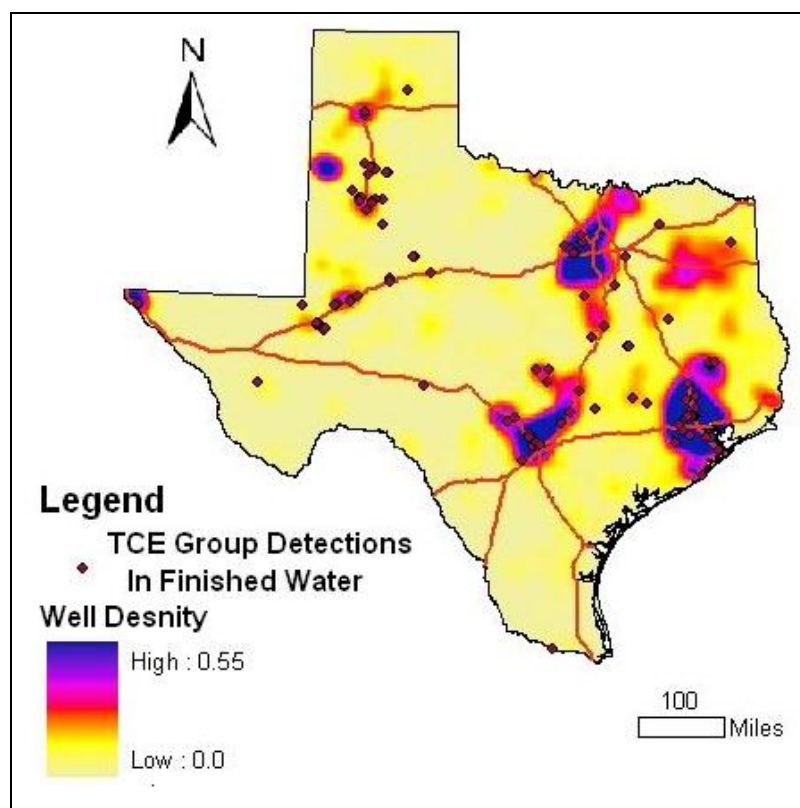 N
Legend
TCE Group Detections
In Finished Water
Well Desnity
High : 0.55
Low : 0.0
100
Miles